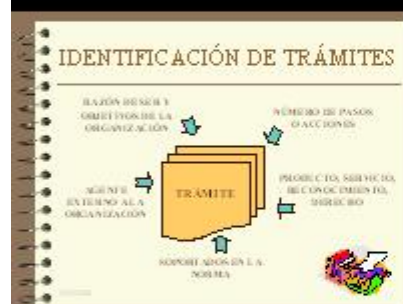 IDENTIFICACIÓN DE TRÁMITES
RAZÓN DE SER Y
OBJETIVOS DE LA
ORGANIZACIÓN
NÚMERO DE PASOS
O ACCIONES
AGENTE
EXTERNO A LA
ORGANIZACIÓN
TRÁMITE
PRODUCTO, SERVICIO,
RECONOCIMIENTO,
DERECHO
SOPORTADOS EN LA
NORMA